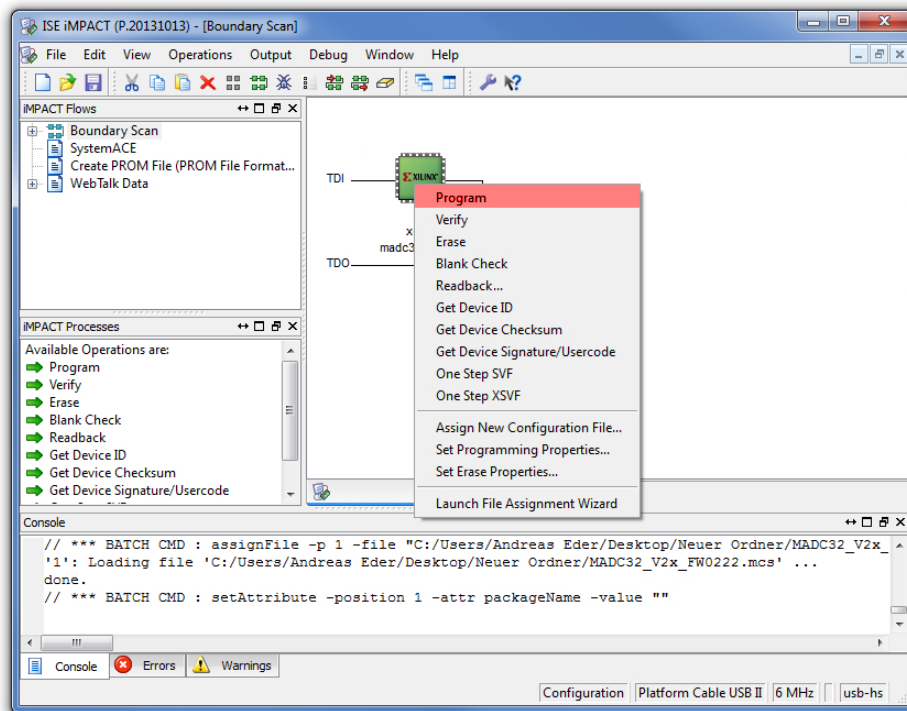 ISE iMPACT (P.20131013) - [Boundary Scan]
File Edit View Operations Output Debug Window Help
iMPACT Flows
Boundary Scan
SystemACE
Create PROM File (PROM File Format...
WebTalk Data
iMPACT Processes
Available Operations are:
Program
Verify
Erase
Blank Check
Readback
Get Device ID
Get Device Checksum
Get Device Signature/Usercode
TDI
XILINX
x
madc3
TDO
Program
Verify
Erase
Blank Check
Readback...
Get Device ID
Get Device Checksum
Get Device Signature/Usercode
One Step SVF
One Step XSVF
Assign New Configuration File...
Set Programming Properties...
Set Erase Properties...
Launch File Assignment Wizard
Console
// *** BATCH CMD : assignFile -p 1 -file "C:/Users/Andreas Eder/Desktop/Neuer Ordner/MADC32_V2x_
'1': Loading file 'C:/Users/Andreas Eder/Desktop/Neuer Ordner/MADC32_V2x_FW0222.mcs' ...
done.
// *** BATCH CMD : setAttribute -position 1 -attr packageName -value ""
Console Errors Warnings
Configuration Platform Cable USB II 6 MHz usb-hs